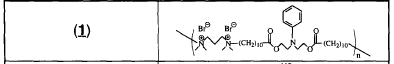 (1)
Br⊖ Br⊖
N⊕ N⊕ (CH₂)₁₀ C O O N O O C (CH₂)₁₀ n